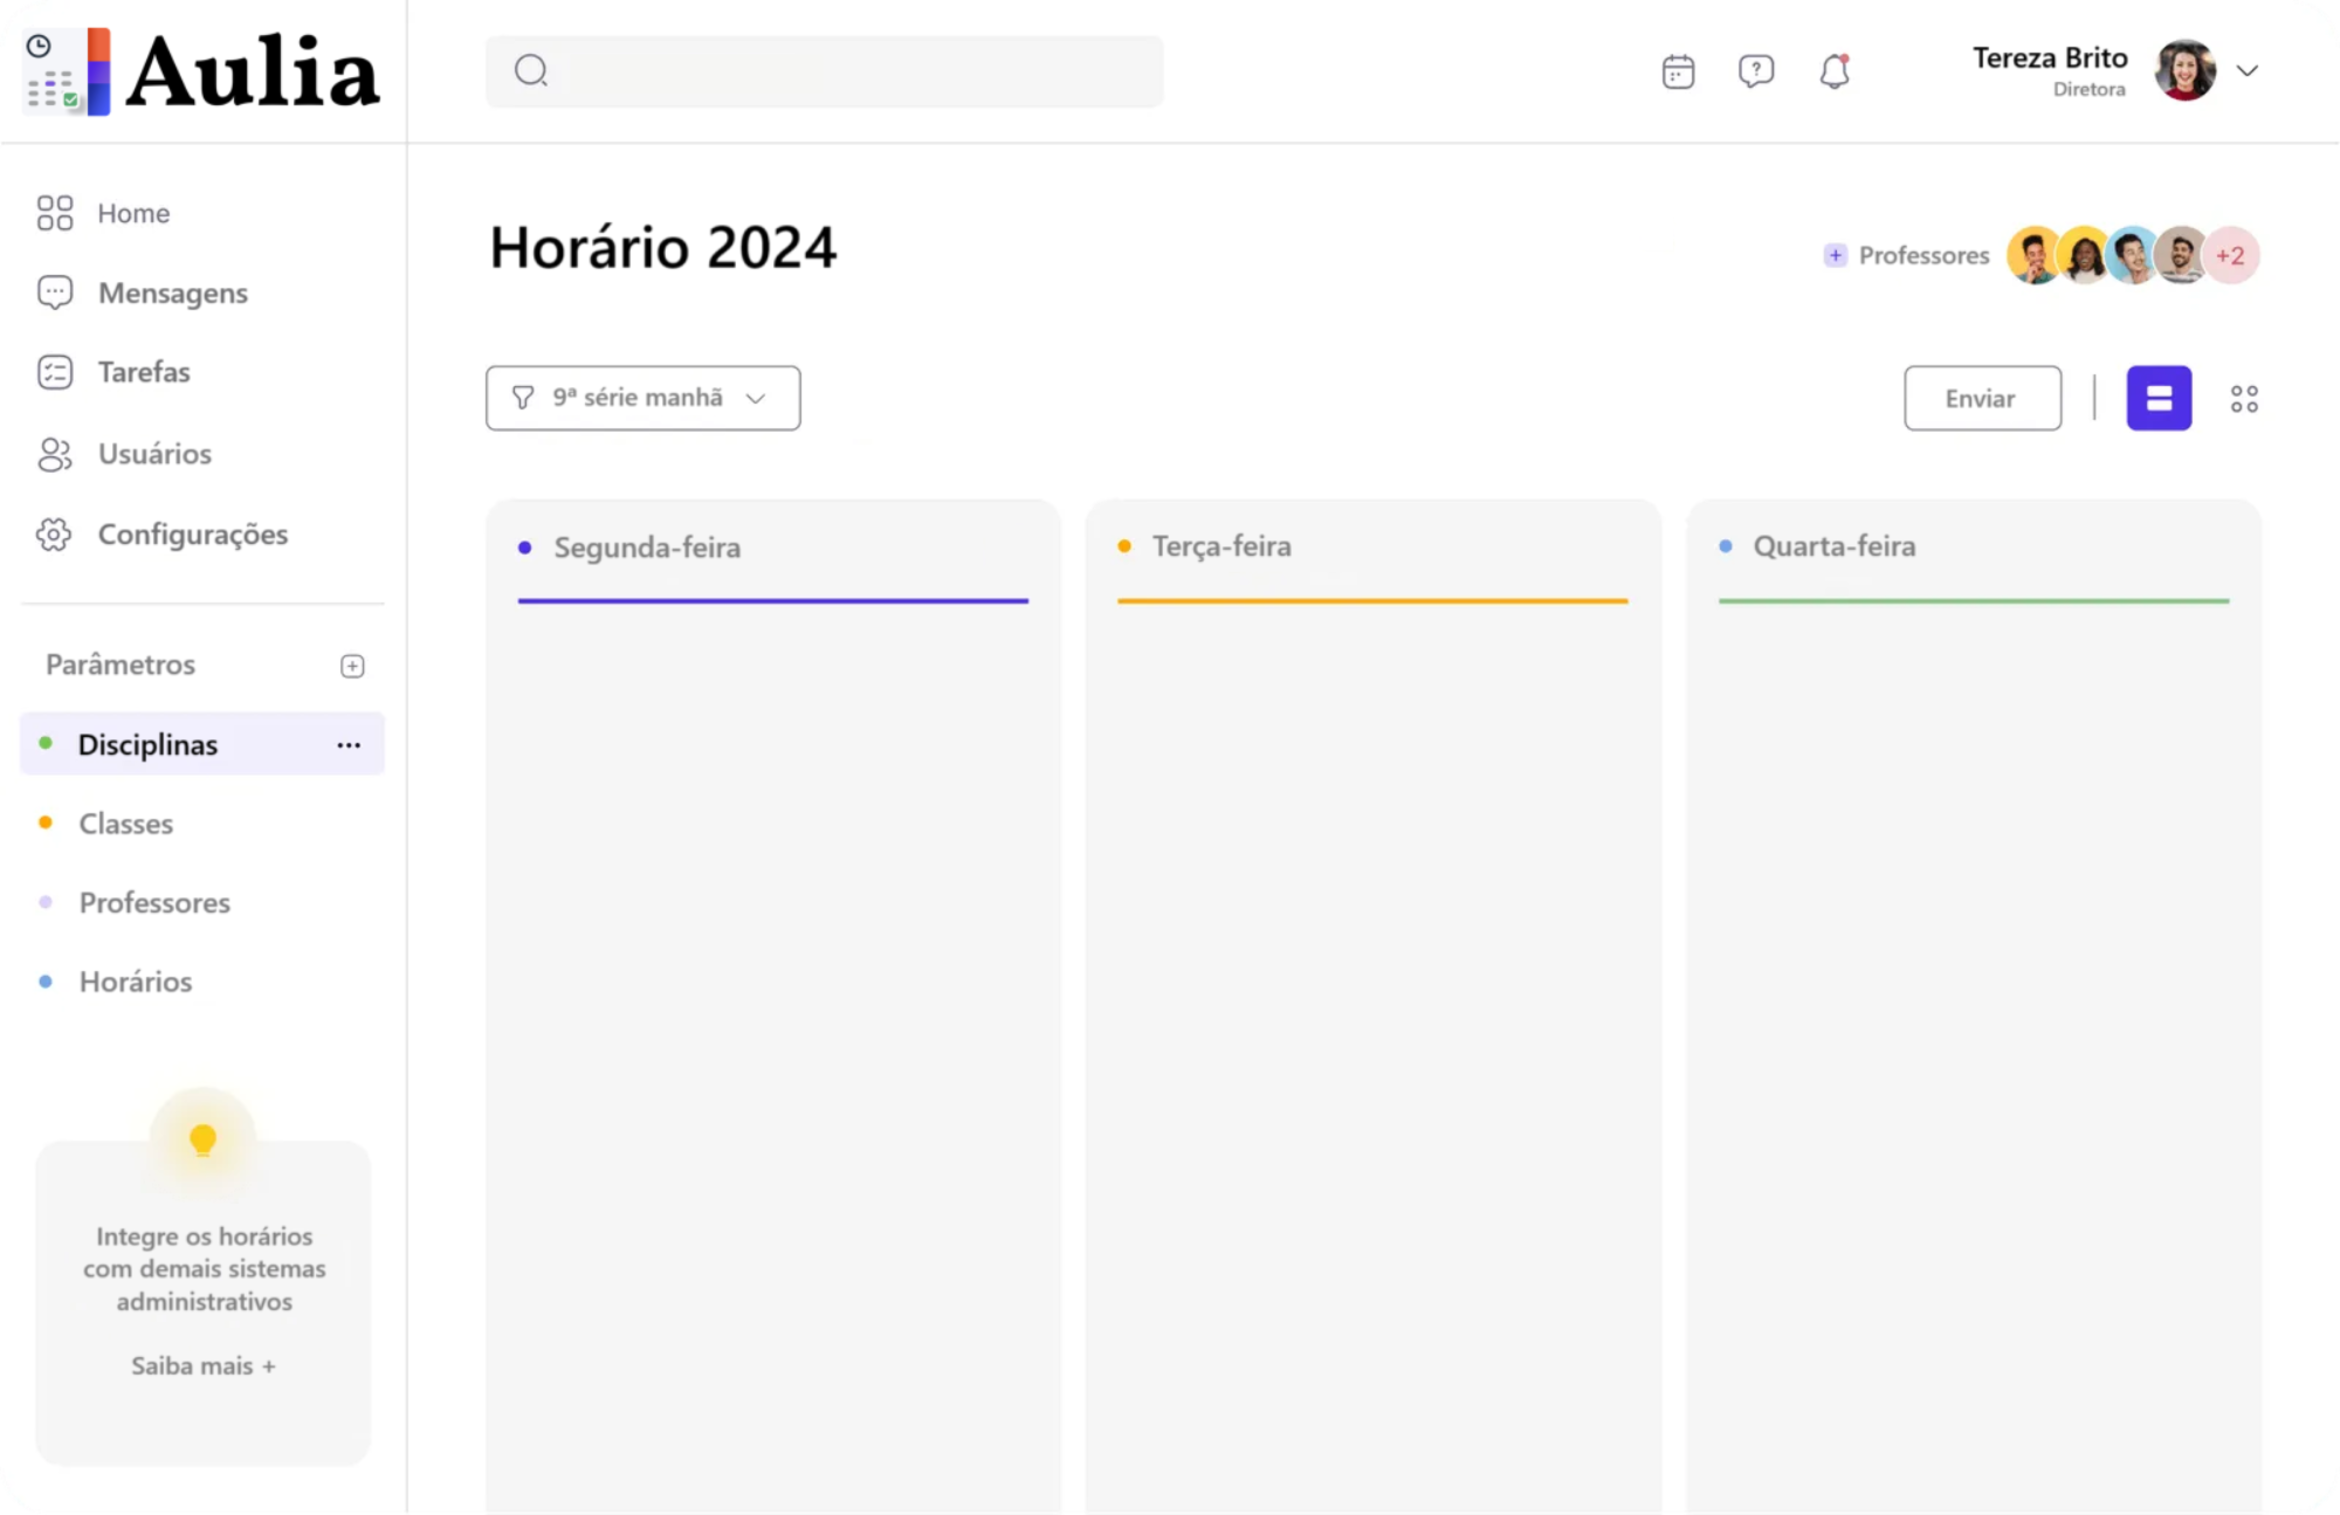 Aulia
Tereza Brito
Diretora
Home
Mensagens
Tarefas
Usuários
Configurações
Parâmetros
Disciplinas
Classes
Professores
Horários
Integre os horários
com demais sistemas
administrativos
Saiba mais +
Horário 2024
+ Professores +2
9ª série manhã
Enviar
Segunda-feira
Terça-feira
Quarta-feira